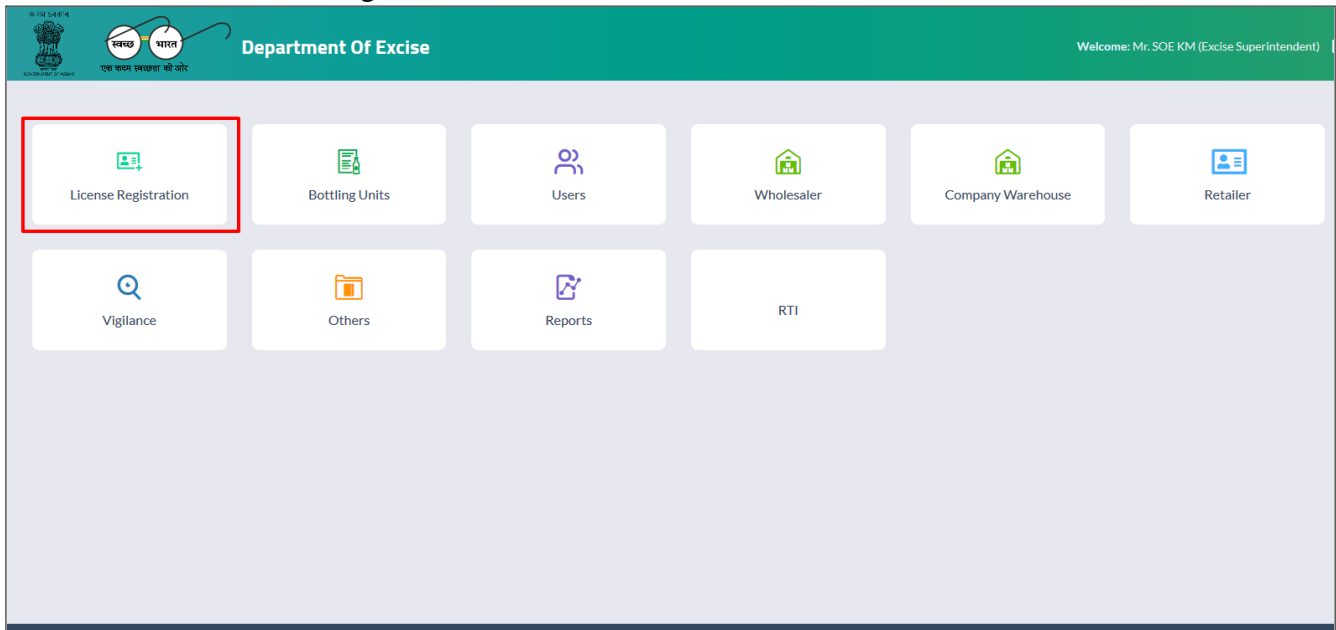 स्वच्छ भारत
एक कदम स्वच्छता की ओर
Department Of Excise
Welcome: Mr. SOE KM (Excise Superintendent)
License Registration
Bottling Units
Users
Wholesaler
Company Warehouse
Retailer
Vigilance
Others
Reports
RTI